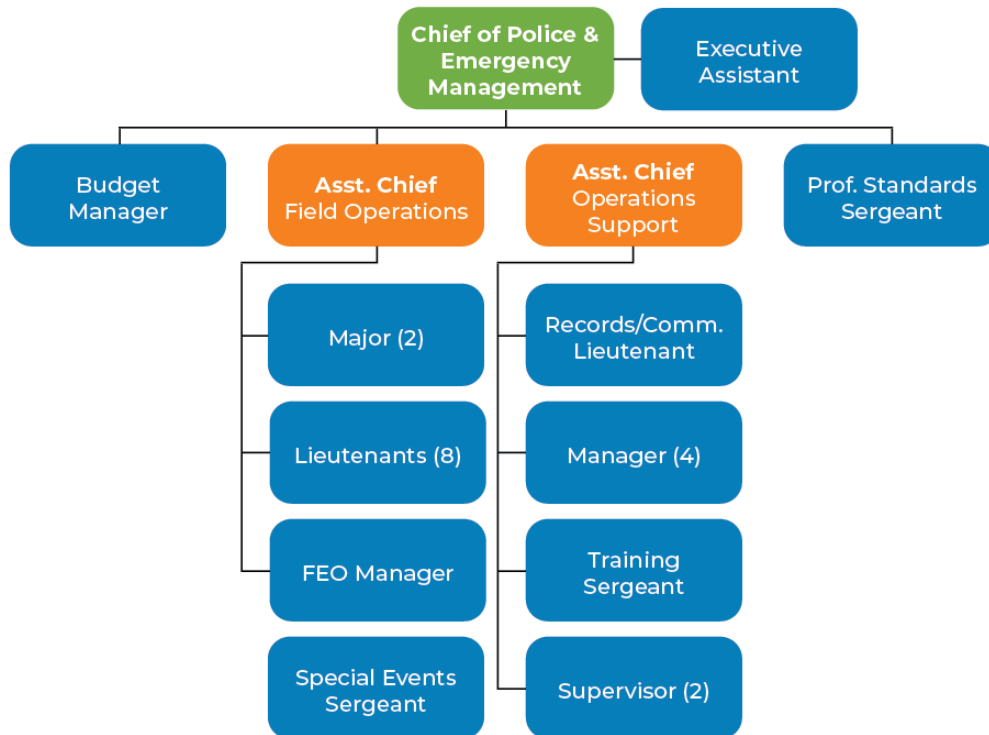 Chief of Police &
Emergency
Management
Executive
Assistant
Budget
Manager
Asst. Chief
Field Operations
Asst. Chief
Operations
Support
Prof. Standards
Sergeant
Major (2)
Records/Comm.
Lieutenant
Lieutenants (8)
Manager (4)
FEO Manager
Training
Sergeant
Special Events
Sergeant
Supervisor (2)